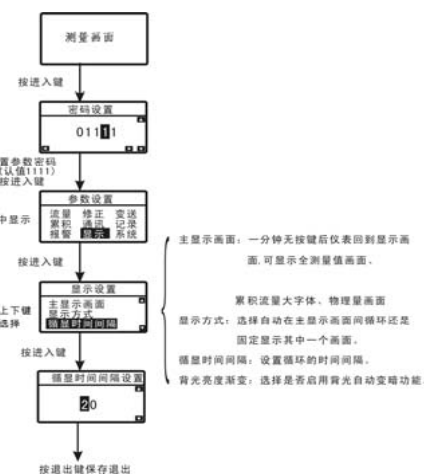 测量画面
按进入键
密码设置
01111
置参数密码
认值1111)
按进入键
参数设置
流量 修正 变送
累积 通讯 记录
报警 显示 系统
中显示
按进入键
显示设置
主显示画面
显示方式
循显时间间隔
上下键
选择
按进入键
循显时间间隔设置
20
按退出键保存退出
主显示画面：一分钟无按键后仪表回到显示画
面,可显示全测量值画面、
累积流量大字体、物理量画面
显示方式：选择自动在主显示画面间循环还是
固定显示其中一个画面。
循显时间间隔：设置循环的时间间隔。
背光亮度渐变：选择是否启用背光自动变暗功能.